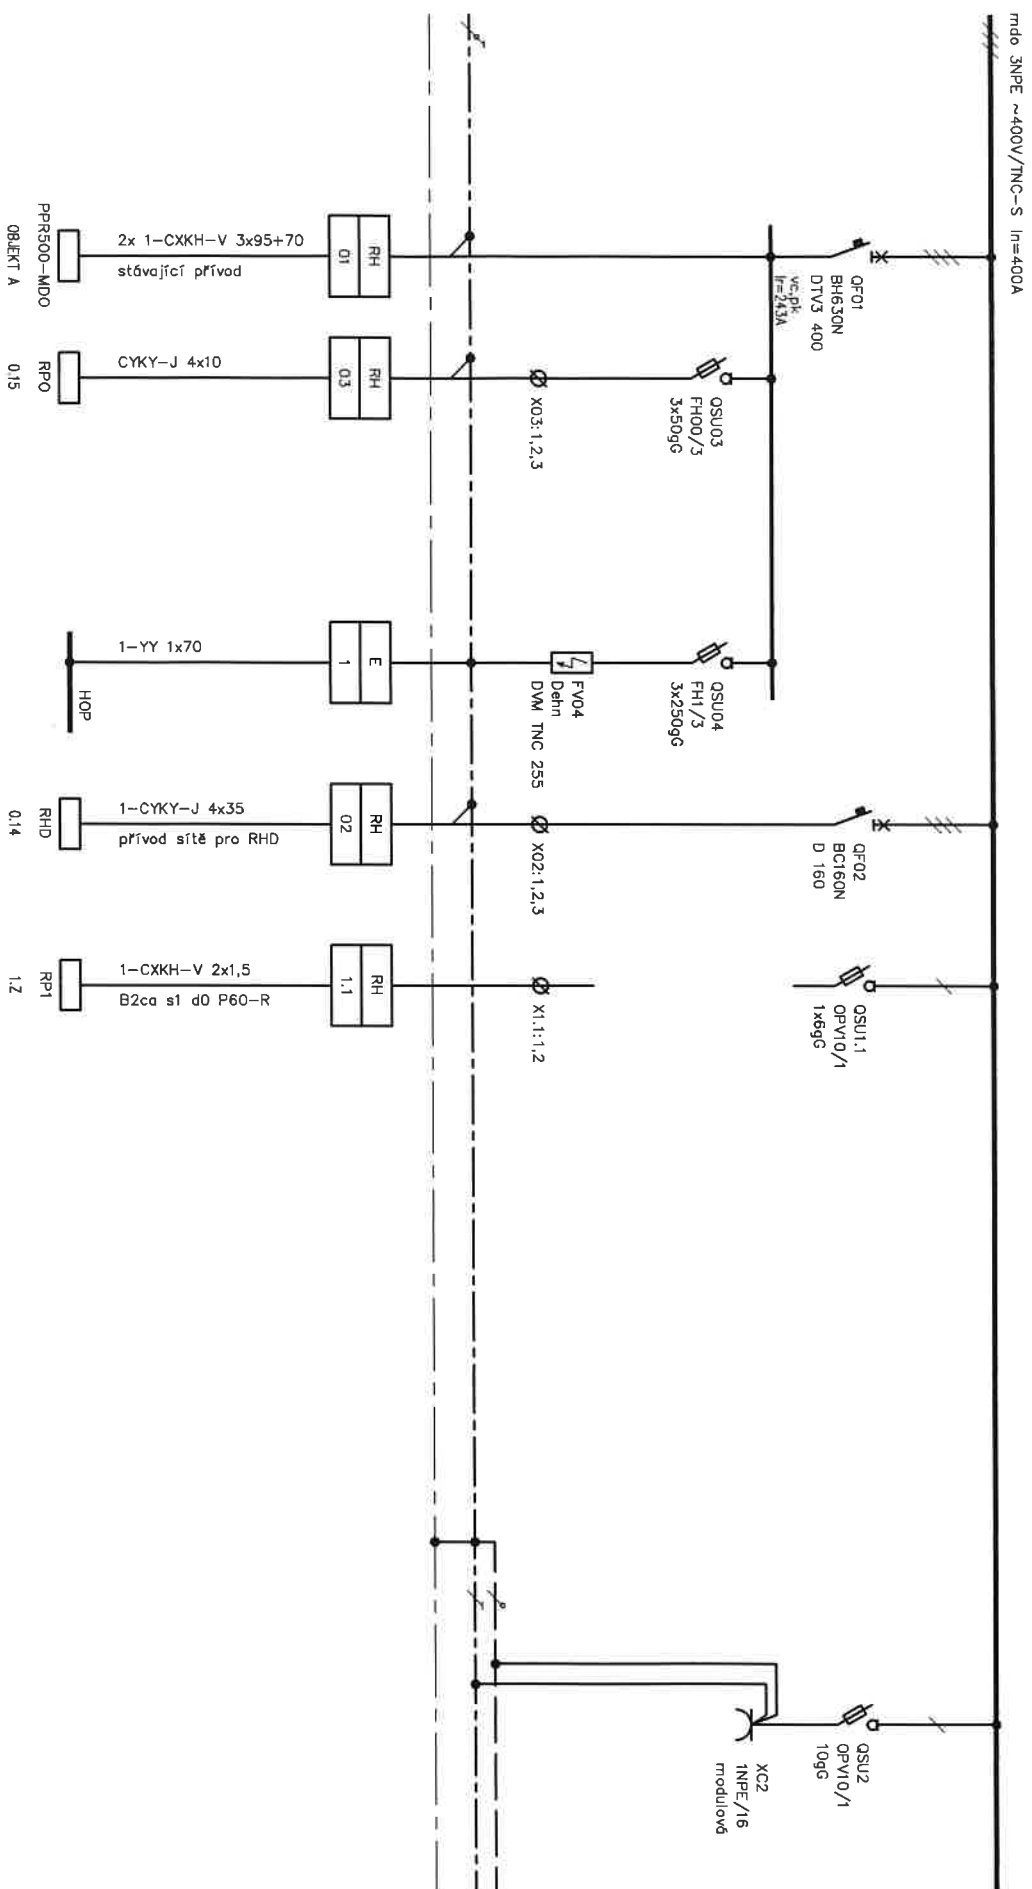 mdo 3NPE ~400V/TNC-S In=400A
QF01
BH630N
DTV3 400
vc,pk
Ir=243A
QSU03
FH00/3
3x50gG
X03:1,2,3
QSU04
FH1/3
3x250gG
FV04
Dehn
DVM TNC 255
QF02
BC160N
D 160
X02:1,2,3
QSU1.1
OPV10/1
1x6gG
X1.1:1,2
QSU2
OPV10/1
10gG
XC2
1NPE/16
modulová
RH
01
RH
03
E
1
RH
02
RH
1.1
2x 1-CXKH-V 3x95+70
stávající přívod
CYKY-J 4x10
1-YY 1x70
1-CYKY-J 4x35
přívod sítě pro RHD
1-CXKH-V 2x1,5
B2ca s1 d0 P60-R
PPR500-MDO
OBJEKT A
RPO
0.15
HOP
RHD
0.14
RP1
1.Z